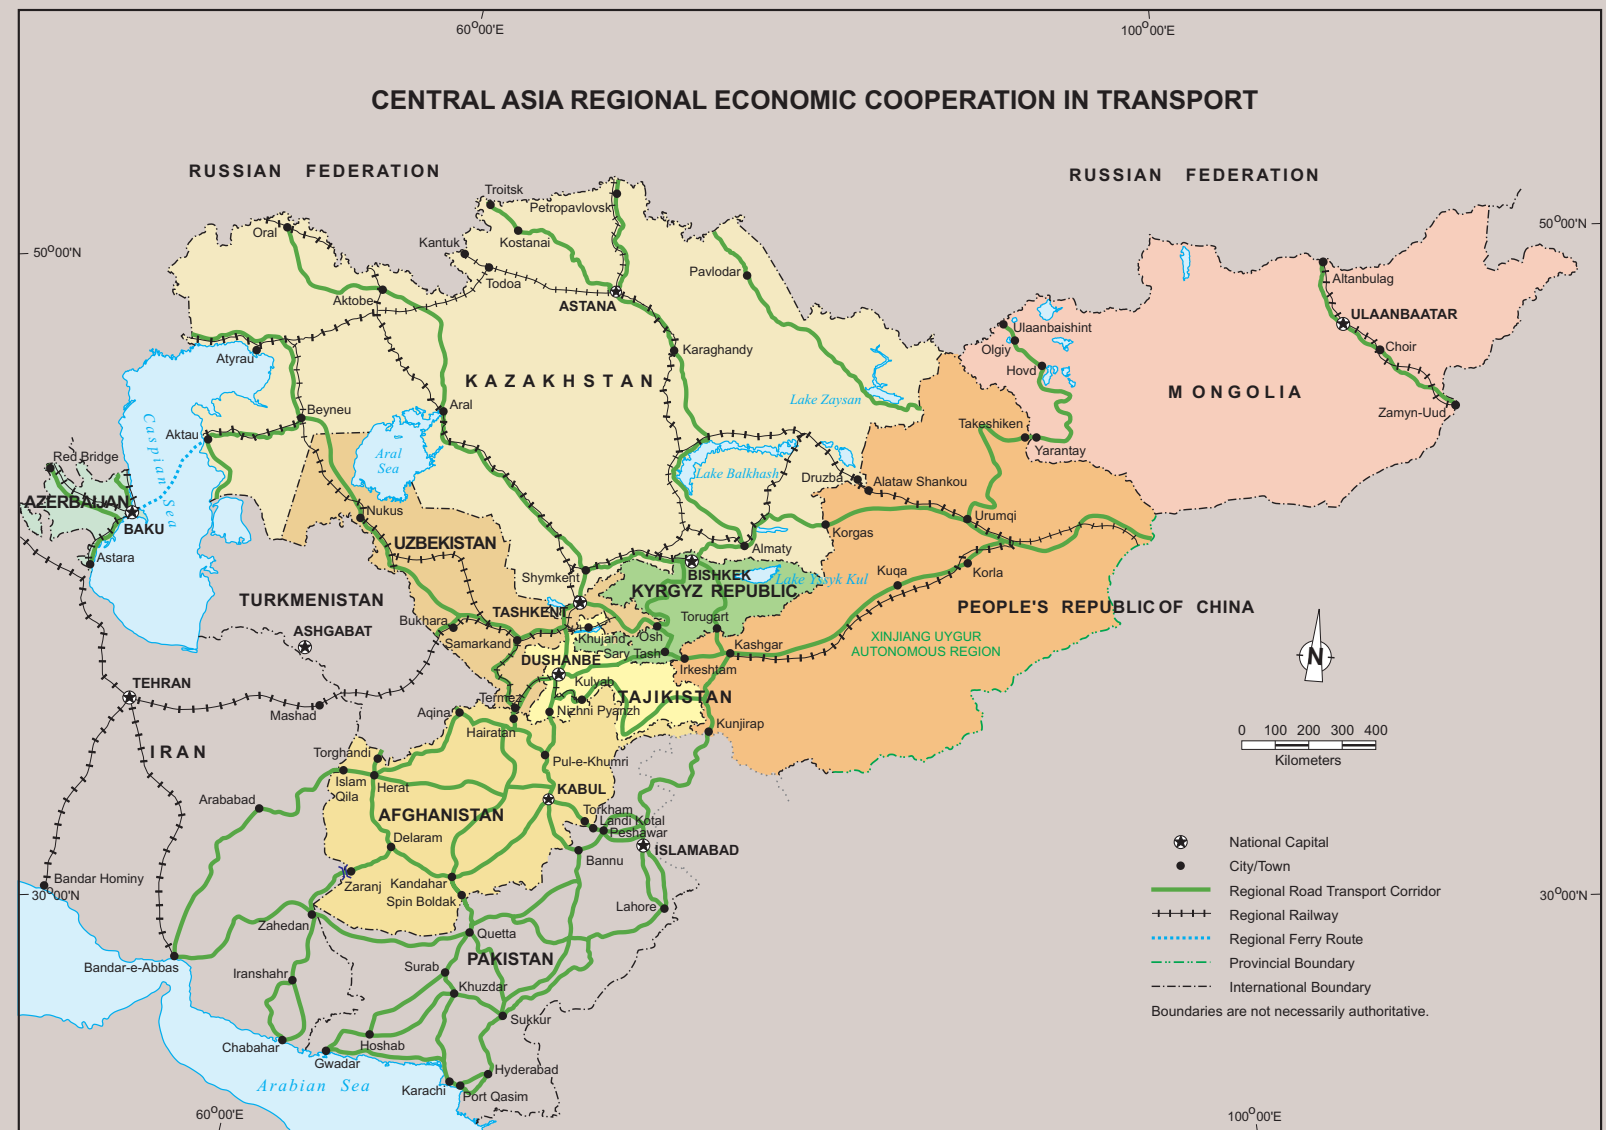 60°00'E
100°00'E
CENTRAL ASIA REGIONAL ECONOMIC COOPERATION IN TRANSPORT
RUSSIAN FEDERATION
RUSSIAN FEDERATION
50°00'N
50°00'N
Troitsk
Petropavlovsk
Oral
Kantuk
Kostanai
Todoa
Pavlodar
Altanbulag
Aktobe
ASTANA
ULAANBAATAR
Ulaanbaishint
Olgiy
Choir
Atyrau
Karaghandy
Hovd
KAZAKHSTAN
MONGOLIA
Lake Zaysan
Beyneu
Aral
Zamyn-Uud
Takeshiken
Aktau
Yarantay
Caspian Sea
Aral
Sea
Red Bridge
Lake Balkhash
Druzba
Alataw Shankou
AZERBAIJAN
BAKU
Nukus
Urumqi
Korgas
UZBEKISTAN
Almaty
Astara
Shymkent
BISHKEK
Lake Yssyk Kul
Kuqa
Korla
KYRGYZ REPUBLIC
TURKMENISTAN
TASHKENT
PEOPLE'S REPUBLIC OF CHINA
Bukhara
Torugart
ASHGABAT
Samarkand
Khujand
Osh
XINJIANG UYGUR
AUTONOMOUS REGION
Kashgar
Sary Tash
DUSHANBE
Irkeshtam
N
TEHRAN
Kulyab
TAJIKISTAN
Termez
Mashad
Aqina
Nizhni Pyanzh
Kunjirap
Hairatan
0 100 200 300 400
Kilometers
IRAN
Torghandi
Pul-e-Khumri
Islam
Qila
Herat
KABUL
Arababad
AFGHANISTAN
Torkham
Landi Kotal
Peshawar
Delaram
ISLAMABAD
Bannu
National Capital
City/Town
Bandar Hominy
Zaranj
Kandahar
30°00'N
30°00'N
Spin Boldak
Regional Road Transport Corridor
Lahore
Regional Railway
Zahedan
Quetta
Regional Ferry Route
PAKISTAN
Provincial Boundary
Bandar-e-Abbas
Iranshahr
Surab
Khuzdar
International Boundary
Boundaries are not necessarily authoritative.
Sukkur
Chabahar
Hoshab
Gwadar
Hyderabad
Arabian Sea
Karachi
Port Qasim
60°00'E
100°00'E